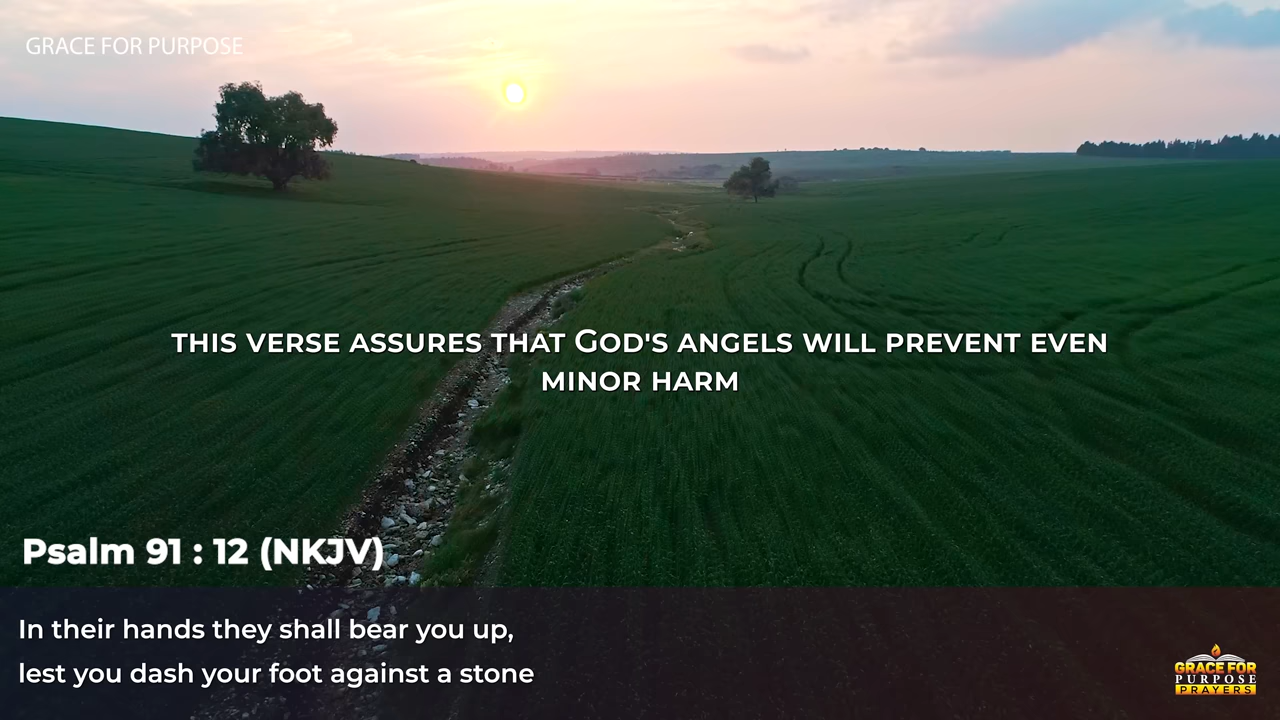 GRACE FOR PURPOSE
THIS VERSE ASSURES THAT GOD'S ANGELS WILL PREVENT EVEN
MINOR HARM
Psalm 91 : 12 (NKJV)
In their hands they shall bear you up,
lest you dash your foot against a stone
GRACE FOR
PURPOSE
PRAYERS